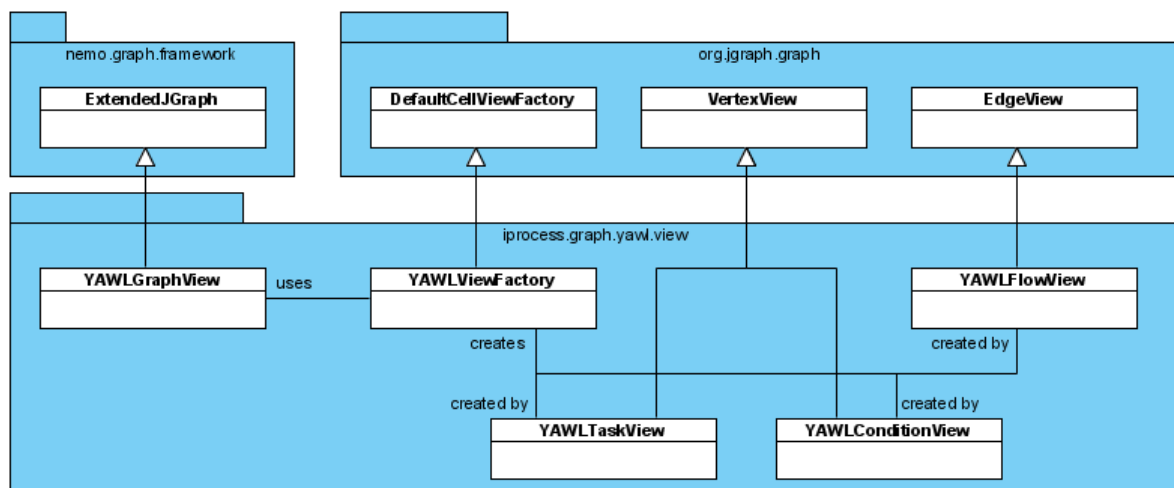 nemo.graph.framework
org.jgraph.graph
ExtendedJGraph
DefaultCellViewFactory
VertexView
EdgeView
iprocess.graph.yawl.view
YAWLGraphView
uses
YAWLViewFactory
YAWLFlowView
creates
created by
created by
created by
YAWLTaskView
YAWLConditionView